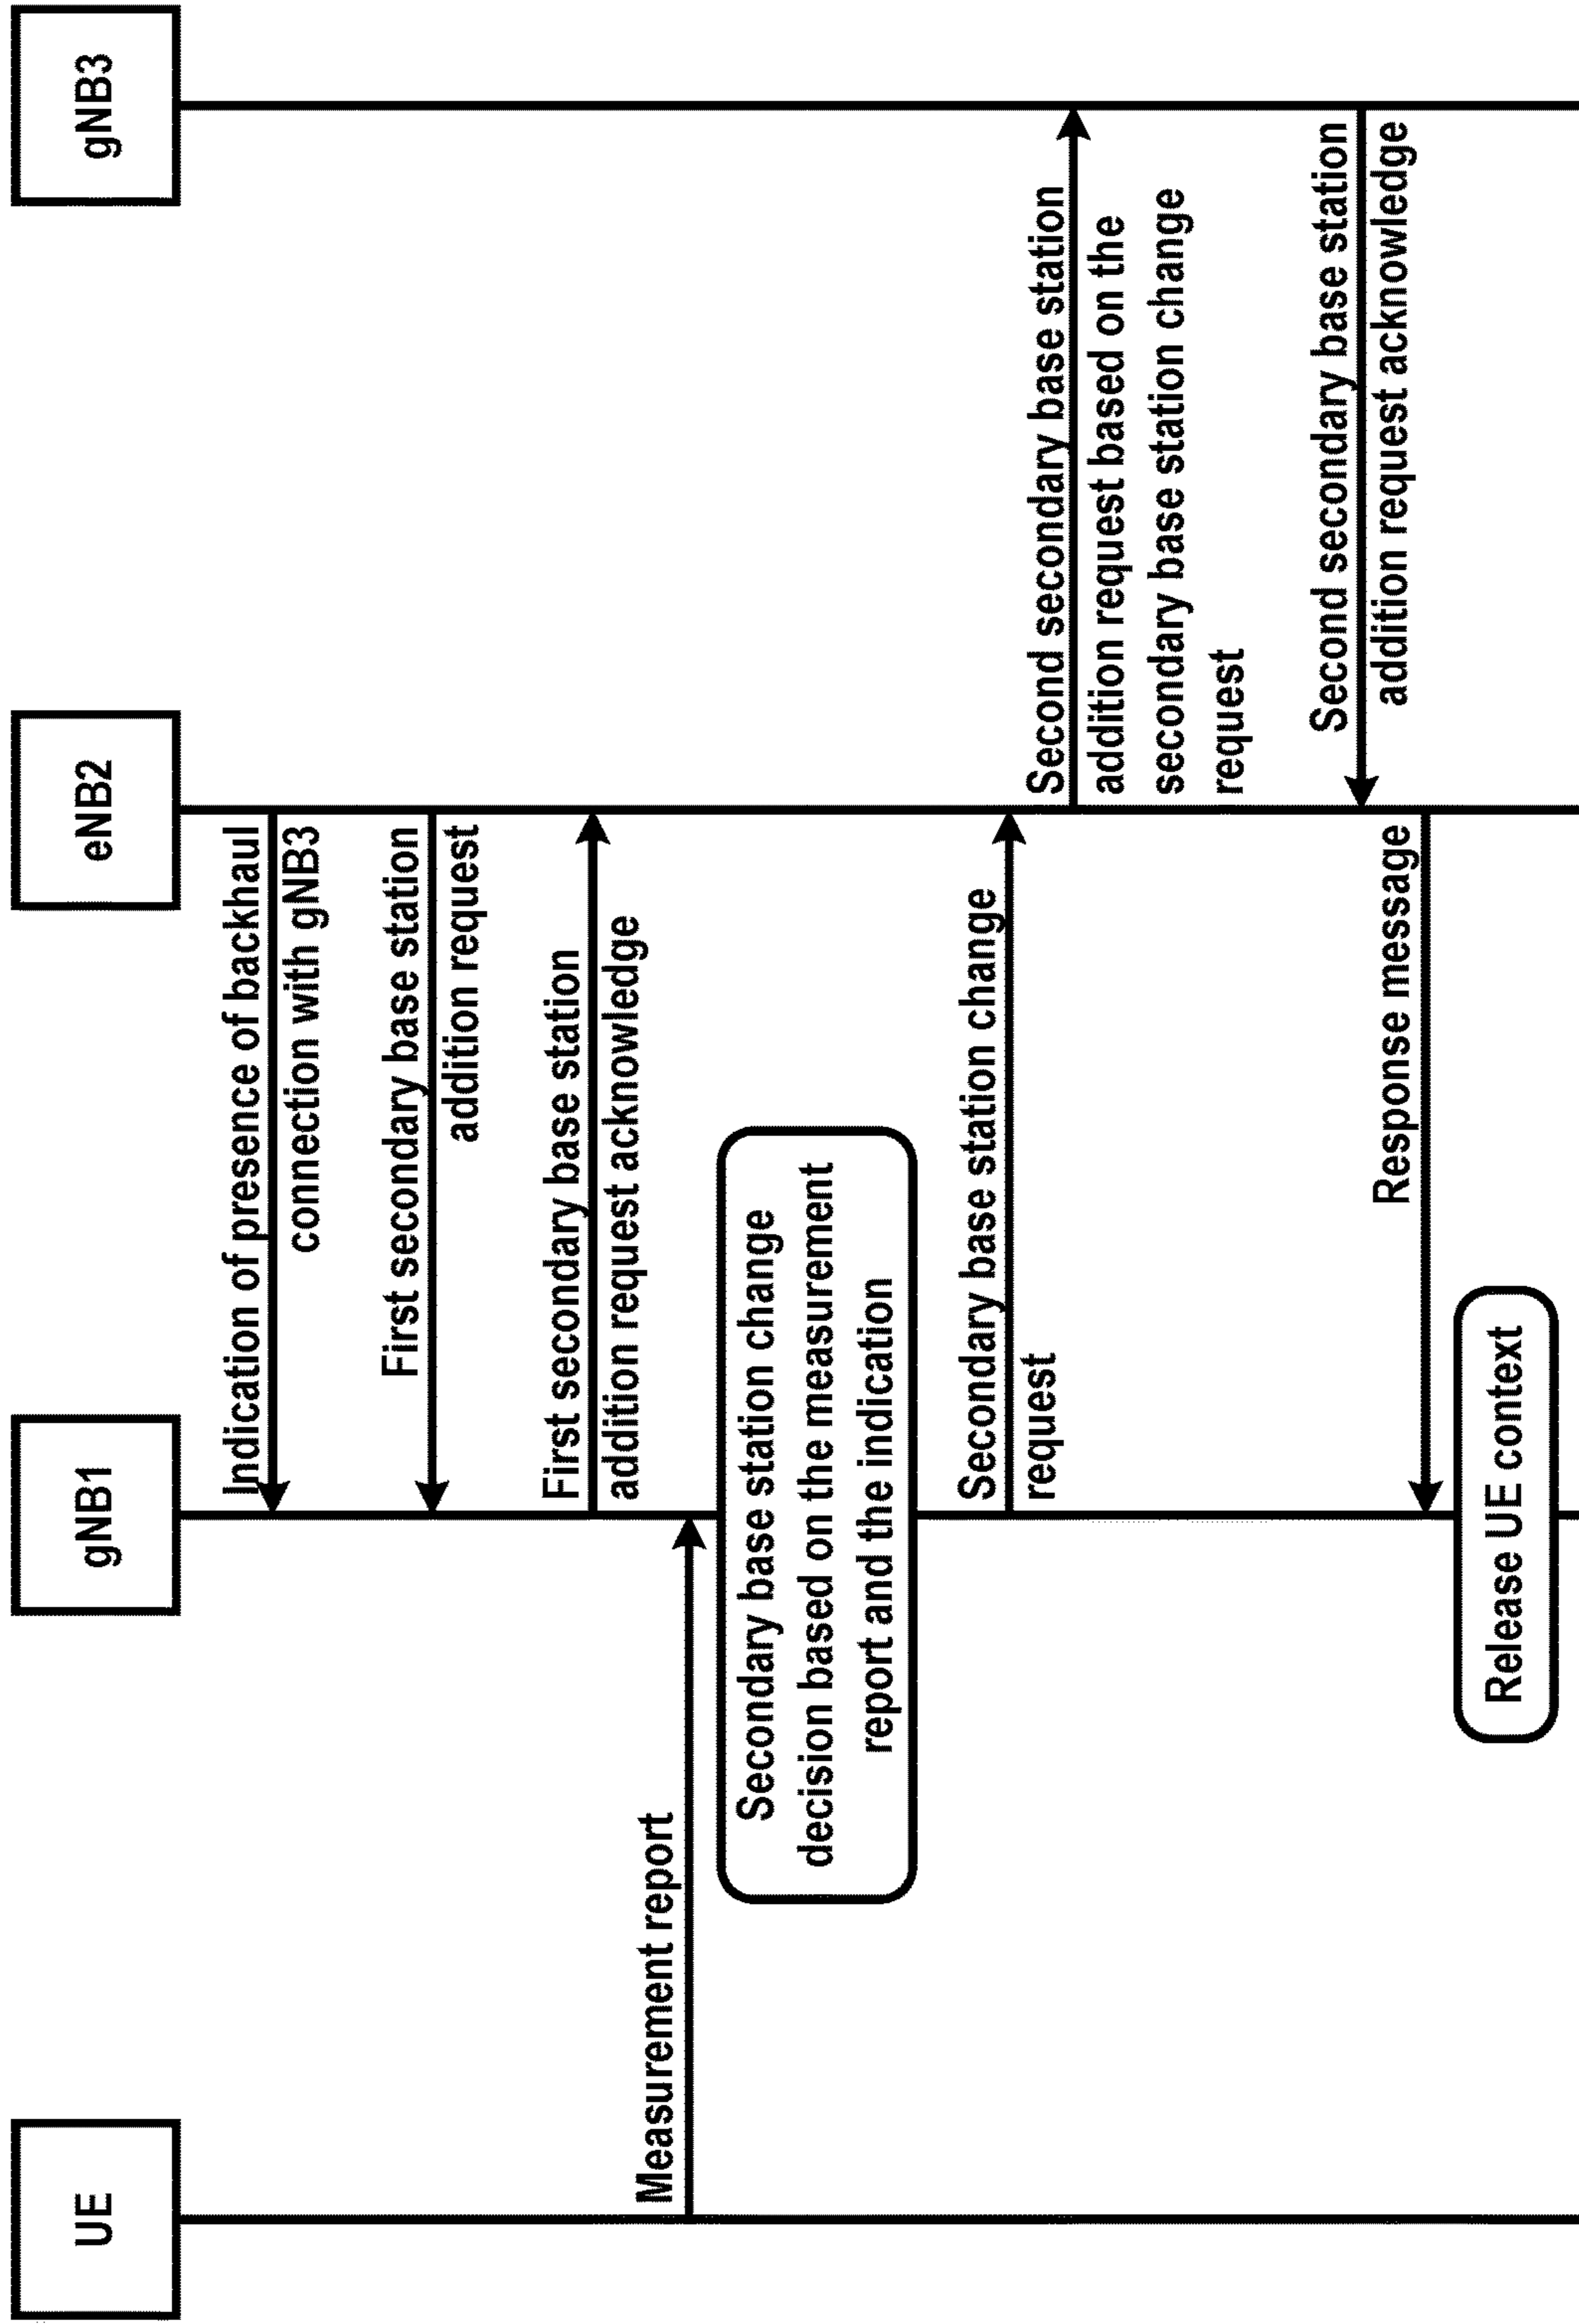 UE
gNB1
eNB2
gNB3
Indication of presence of backhaul
connection with gNB3
First secondary base station
addition request
First secondary base station
addition request acknowledge
Measurement report
Secondary base station change
decision based on the measurement
report and the indication
Secondary base station change
request
Second secondary base station
addition request based on the
secondary base station change
request
Second secondary base station
addition request acknowledge
Response message
Release UE context